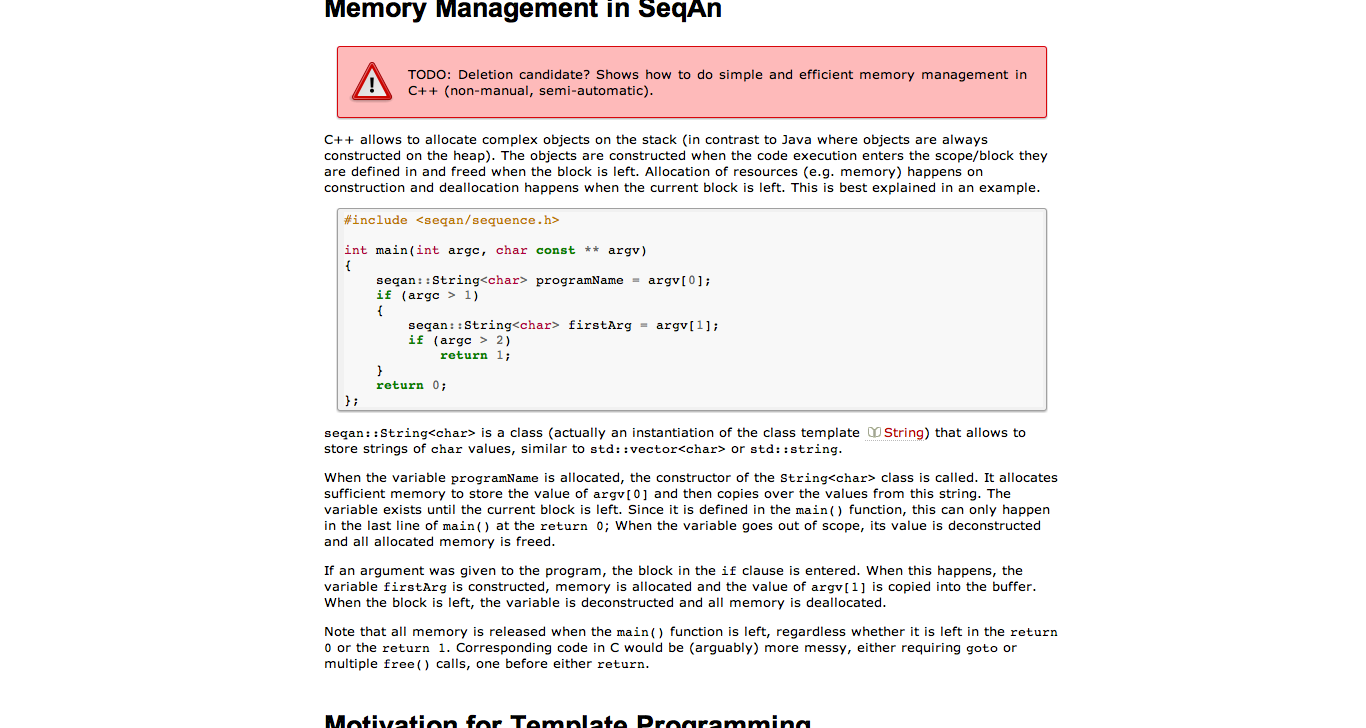 Memory Management in SeqAn
TODO: Deletion candidate? Shows how to do simple and efficient memory management in
C++ (non-manual, semi-automatic).
C++ allows to allocate complex objects on the stack (in contrast to Java where objects are always
constructed on the heap). The objects are constructed when the code execution enters the scope/block they
are defined in and freed when the block is left. Allocation of resources (e.g. memory) happens on
construction and deallocation happens when the current block is left. This is best explained in an example.
#include <seqan/sequence.h>
int main(int argc, char const ** argv)
{
    seqan::String<char> programName = argv[0];
    if (argc > 1)
    {
        seqan::String<char> firstArg = argv[1];
        if (argc > 2)
            return 1;
    }
    return 0;
};
seqan::String<char> is a class (actually an instantiation of the class template String) that allows to
store strings of char values, similar to std::vector<char> or std::string.
When the variable programName is allocated, the constructor of the String<char> class is called. It allocates
sufficient memory to store the value of argv[0] and then copies over the values from this string. The
variable exists until the current block is left. Since it is defined in the main() function, this can only happen
in the last line of main() at the return 0; When the variable goes out of scope, its value is deconstructed
and all allocated memory is freed.
If an argument was given to the program, the block in the if clause is entered. When this happens, the
variable firstArg is constructed, memory is allocated and the value of argv[1] is copied into the buffer.
When the block is left, the variable is deconstructed and all memory is deallocated.
Note that all memory is released when the main() function is left, regardless whether it is left in the return
0 or the return 1. Corresponding code in C would be (arguably) more messy, either requiring goto or
multiple free() calls, one before either return.
Motivation for Template Programming